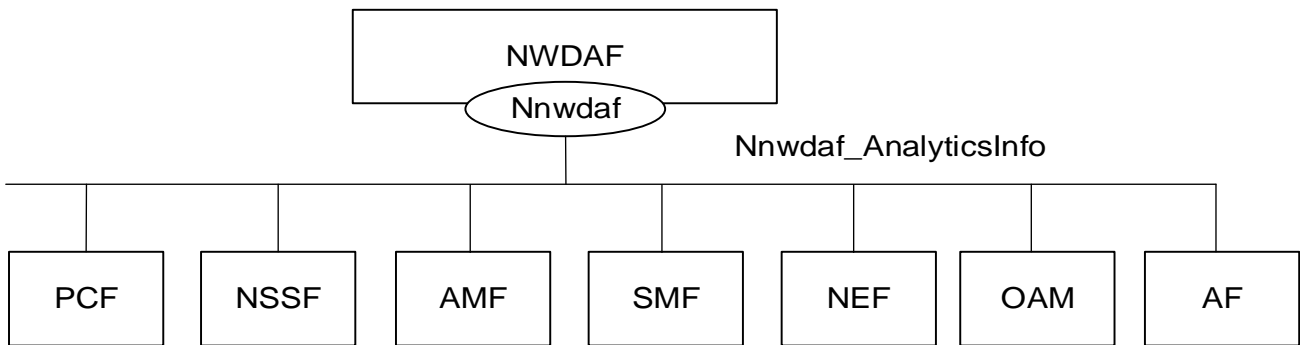 NWDAF
Nnwdaf
Nnwdaf_AnalyticsInfo
PCF
NSSF
AMF
SMF
NEF
OAM
AF